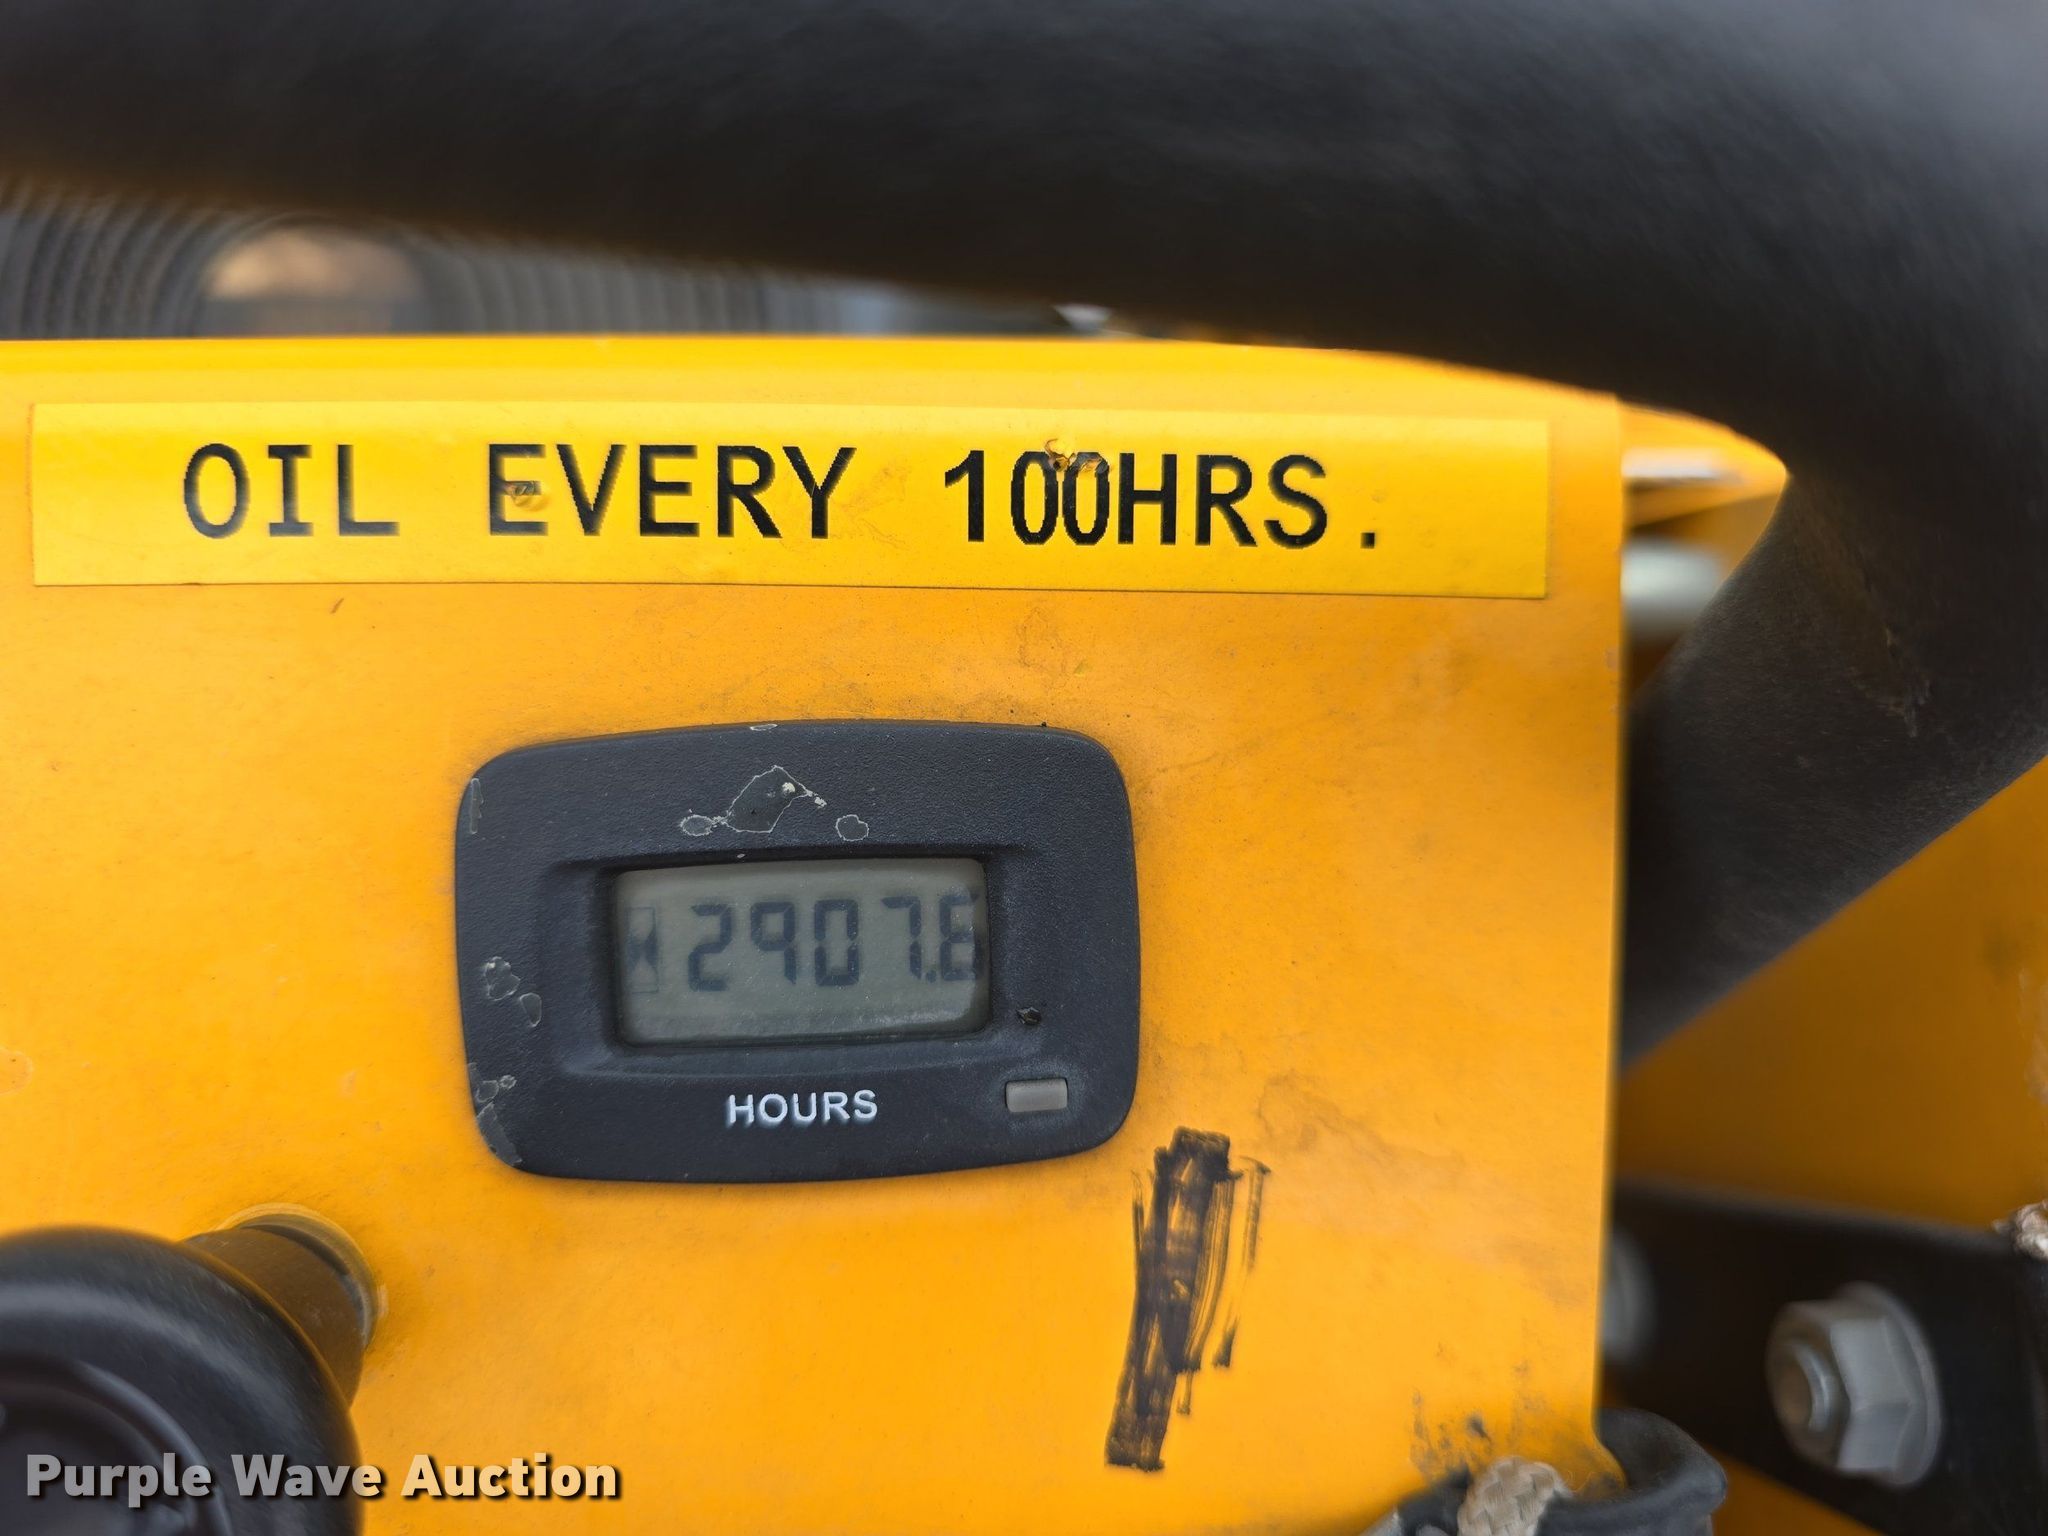 OIL EVERY 100HRS.
2907.6
HOURS
Purple Wave Auction